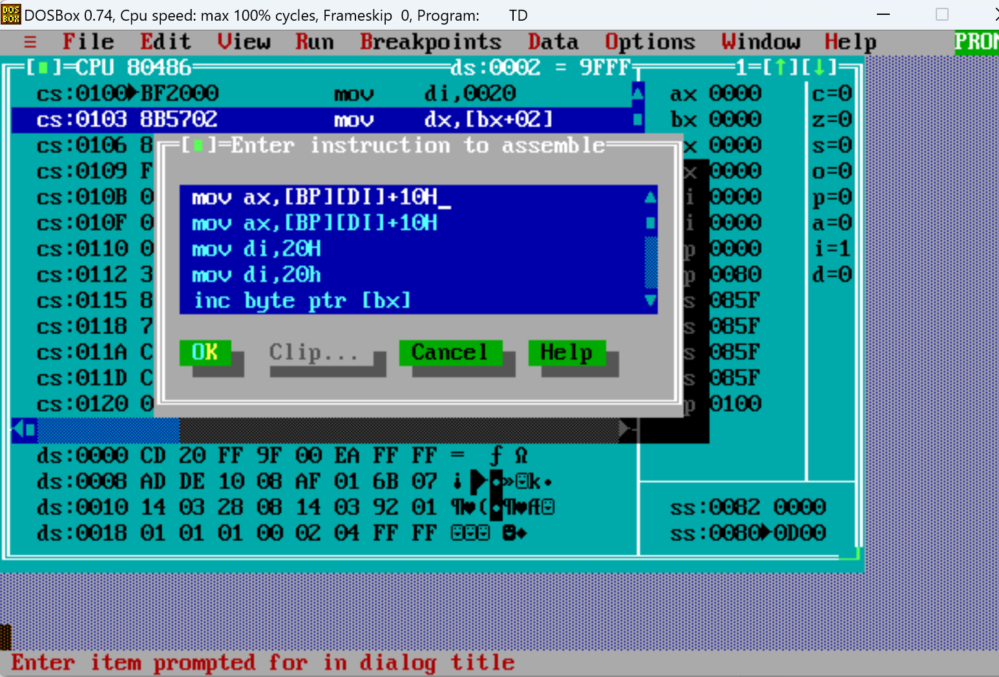 DOSBox 0.74, Cpu speed: max 100% cycles, Frameskip 0, Program: TD
≡ File Edit View Run Breakpoints Data Options Window Help
[■]=CPU 80486 ds:0002 = 9FFF 1=[↑][↓]
cs:0100►BF2000 mov di,0020 ax 0000 c=0
cs:0103 8B5702 mov dx,[bx+02] bx 0000 z=0
cs:0106 8 [■]=Enter instruction to assemble x 0000 s=0
cs:0109 F x 0000 o=0
cs:010B 0 mov ax,[BP][DI]+10H_ i 0000 p=0
cs:010F 0 mov ax,[BP][DI]+10H i 0000 a=0
cs:0110 0 mov di,20H p 0000 i=1
cs:0112 3 mov di,20h p 0080 d=0
cs:0115 8 inc byte ptr [bx] s 085F
cs:0118 7 s 085F
cs:011A C OK Clip... Cancel Help s 085F
cs:011D C s 085F
cs:0120 0 p 0100
ds:0000 CD 20 FF 9F 00 EA FF FF = ƒ Ω
ds:0008 AD DE 10 08 AF 01 6B 07 ¡ ►◘»☺k•
ds:0010 14 03 28 08 14 03 92 01 ¶♥(◘¶♥Æ☺ ss:0082 0000
ds:0018 01 01 01 00 02 04 FF FF ☺☺☺ ☻♦ ss:0080►0D00
Enter item prompted for in dialog title